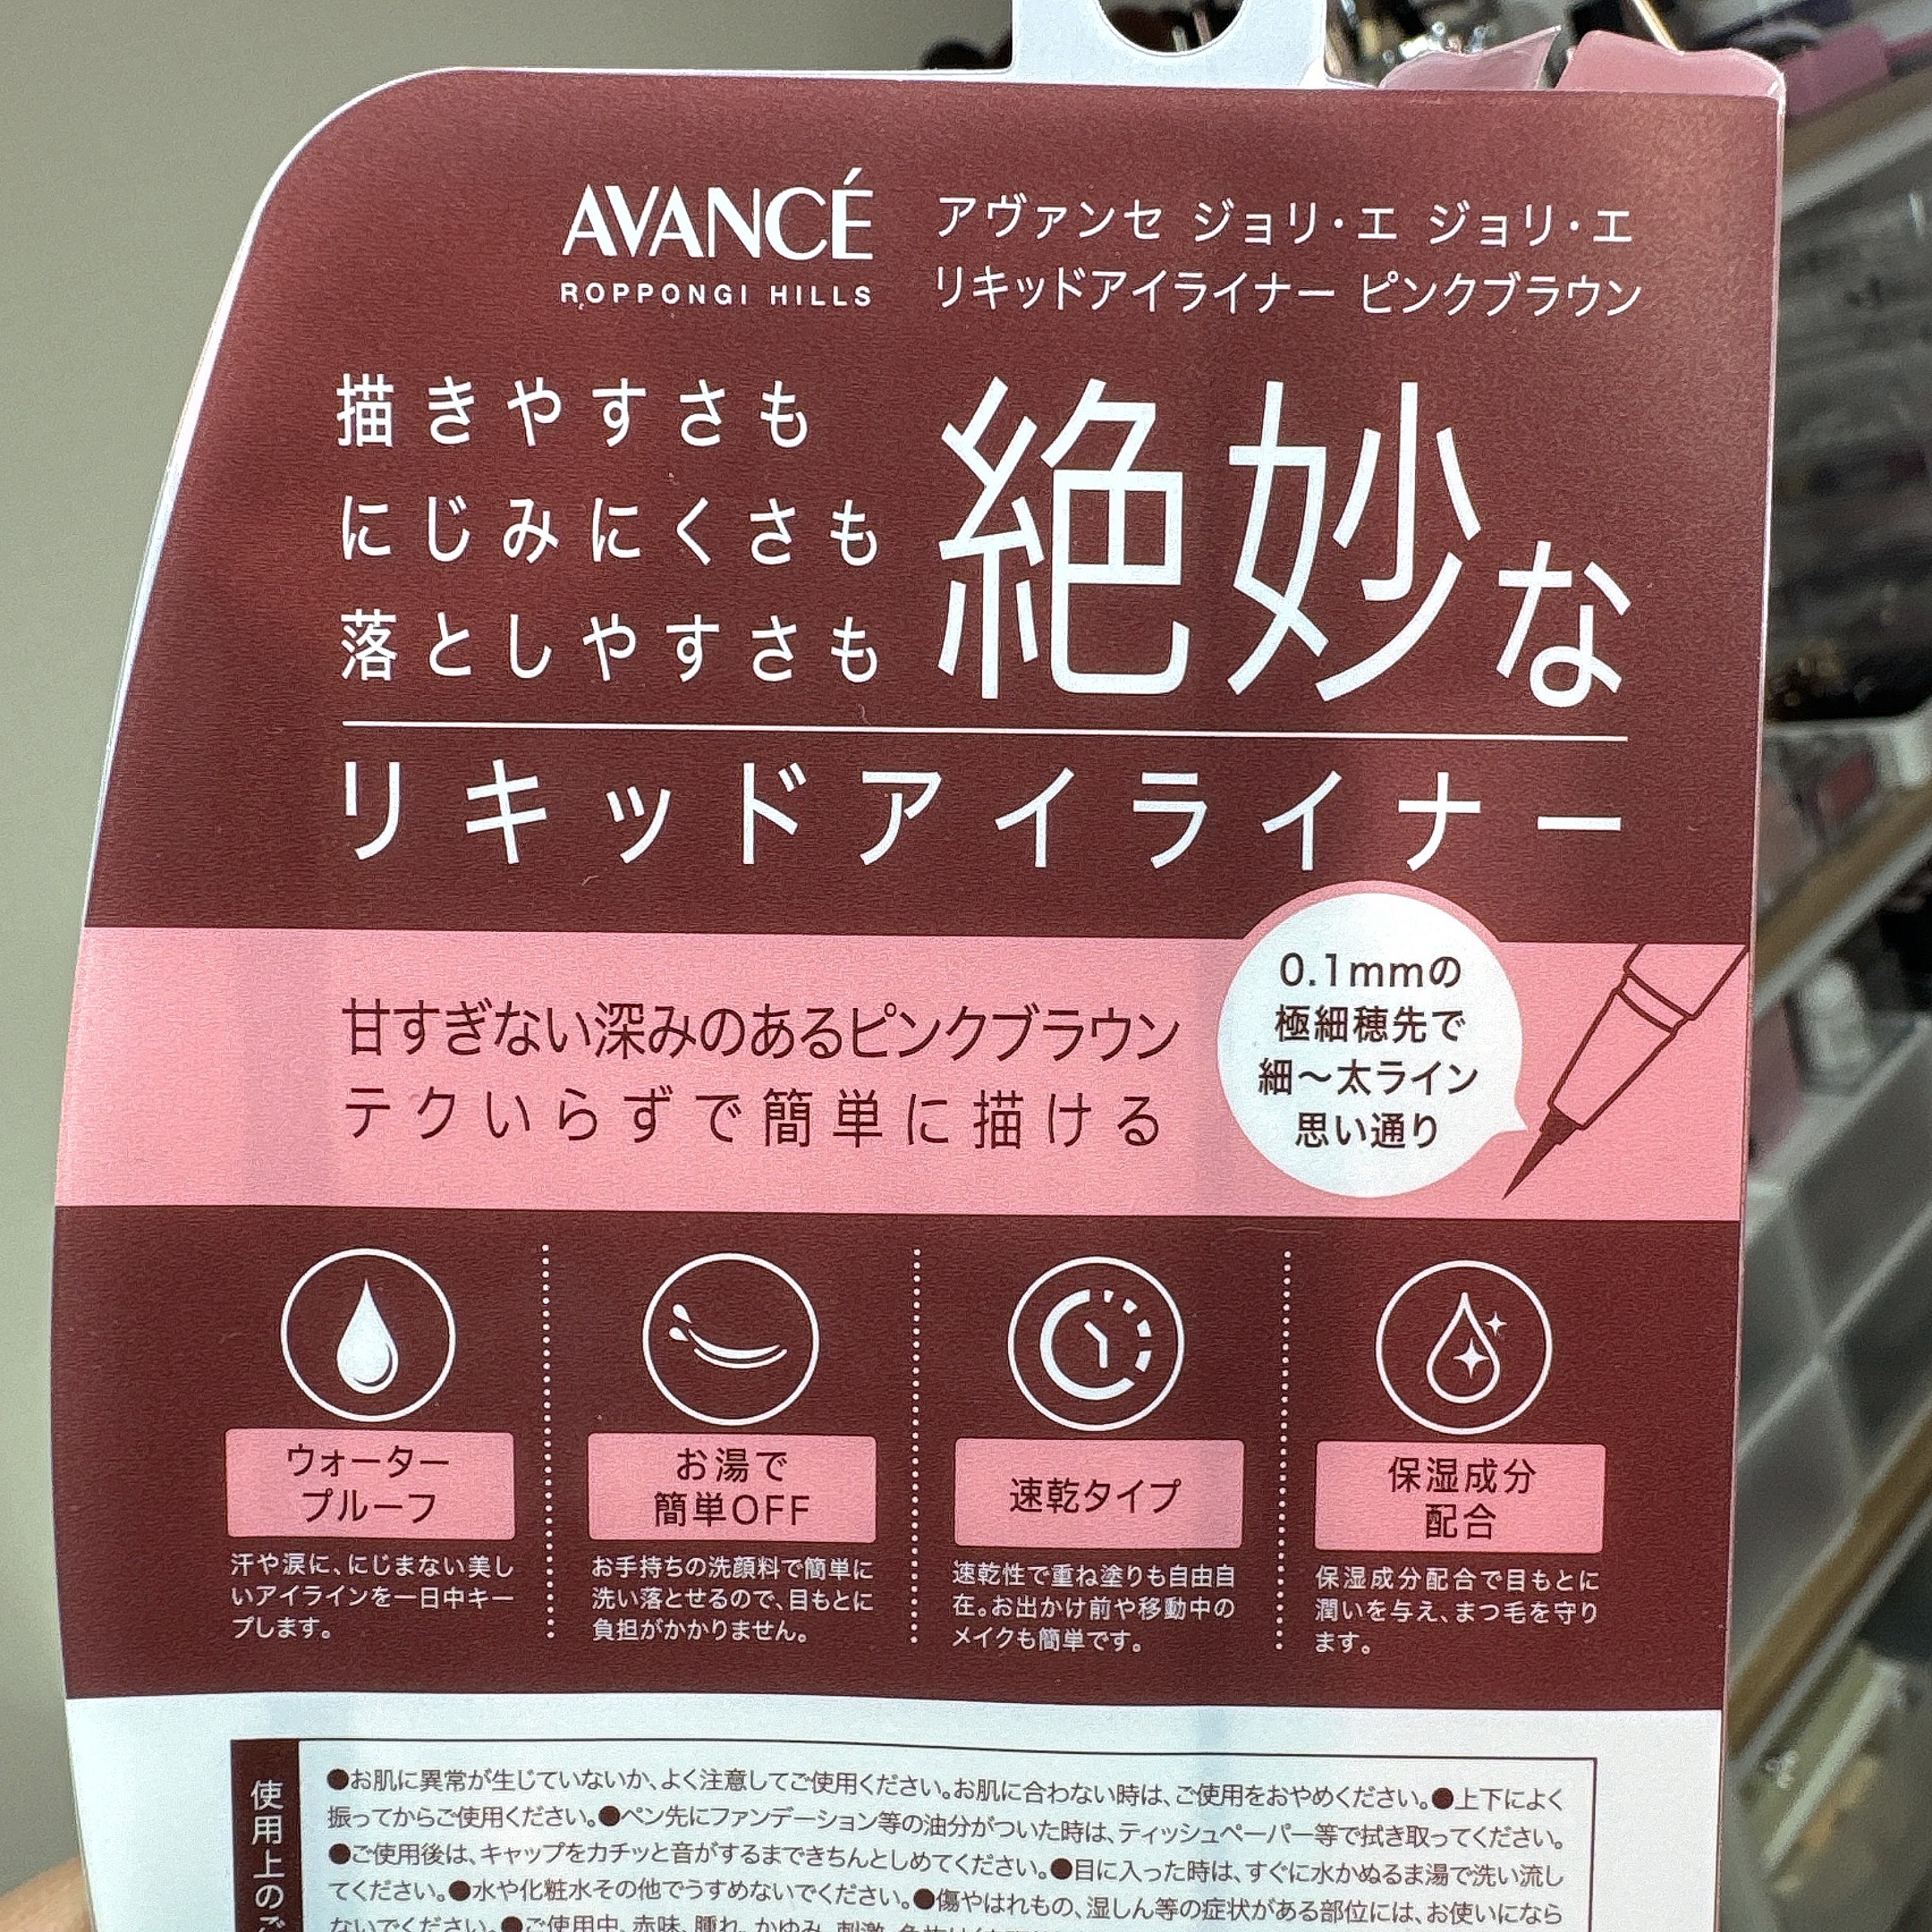 AVANCÉ
ROPPONGI HILLS
アヴァンセ ジョリ・エ ジョリ・エ
リキッドアイライナー ピンクブラウン
描きやすさも
にじみにくさも
落としやすさも
絶妙な
リキッドアイライナー
甘すぎない深みのあるピンクブラウン
テクいらずで簡単に描ける
0.1mmの
極細穂先で
細〜太ライン
思い通り
ウォーター
プルーフ
汗や涙に、にじまない美し
いアイラインを一日中キー
プします。
お湯で
簡単OFF
お手持ちの洗顔料で簡単に
洗い落とせるので、目もとに
負担がかかりません。
速乾タイプ
速乾性で重ね塗りも自由自
在。お出かけ前や移動中の
メイクも簡単です。
保湿成分
配合
保湿成分配合で目もとに
潤いを与え、まつ毛を守り
ます。
使用上のご
●お肌に異常が生じていないか、よく注意してご使用ください。お肌に合わない時は、ご使用をおやめください。●上下によく
振ってからご使用ください。●ペン先にファンデーション等の油分がついた時は、ティッシュペーパー等で拭き取ってください。
●ご使用後は、キャップをカチッと音がするまできちんとしめてください。●目に入った時は、すぐに水かぬるま湯で洗い流し
てください。●水や化粧水その他でうすめないでください。●傷やはれもの、湿しん等の症状がある部位には、お使いになら
ないでください。●ご使用中、赤味、腫れ、かゆみ、刺激、